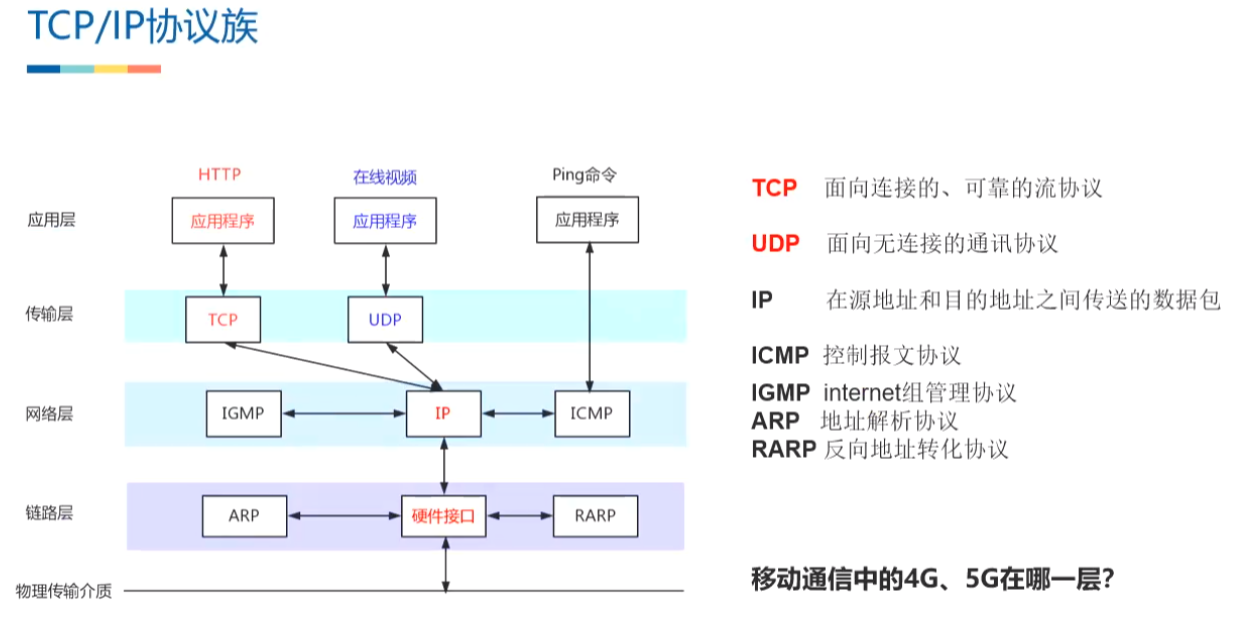 TCP/IP协议族
HTTP
在线视频
Ping命令
应用层
应用程序
应用程序
应用程序
传输层
TCP
UDP
网络层
IGMP
IP
ICMP
链路层
ARP
硬件接口
RARP
物理传输介质
TCP 面向连接的、可靠的流协议
UDP 面向无连接的通讯协议
IP 在源地址和目的地址之间传送的数据包
ICMP 控制报文协议
IGMP internet组管理协议
ARP 地址解析协议
RARP 反向地址转化协议
移动通信中的4G、5G在哪一层?